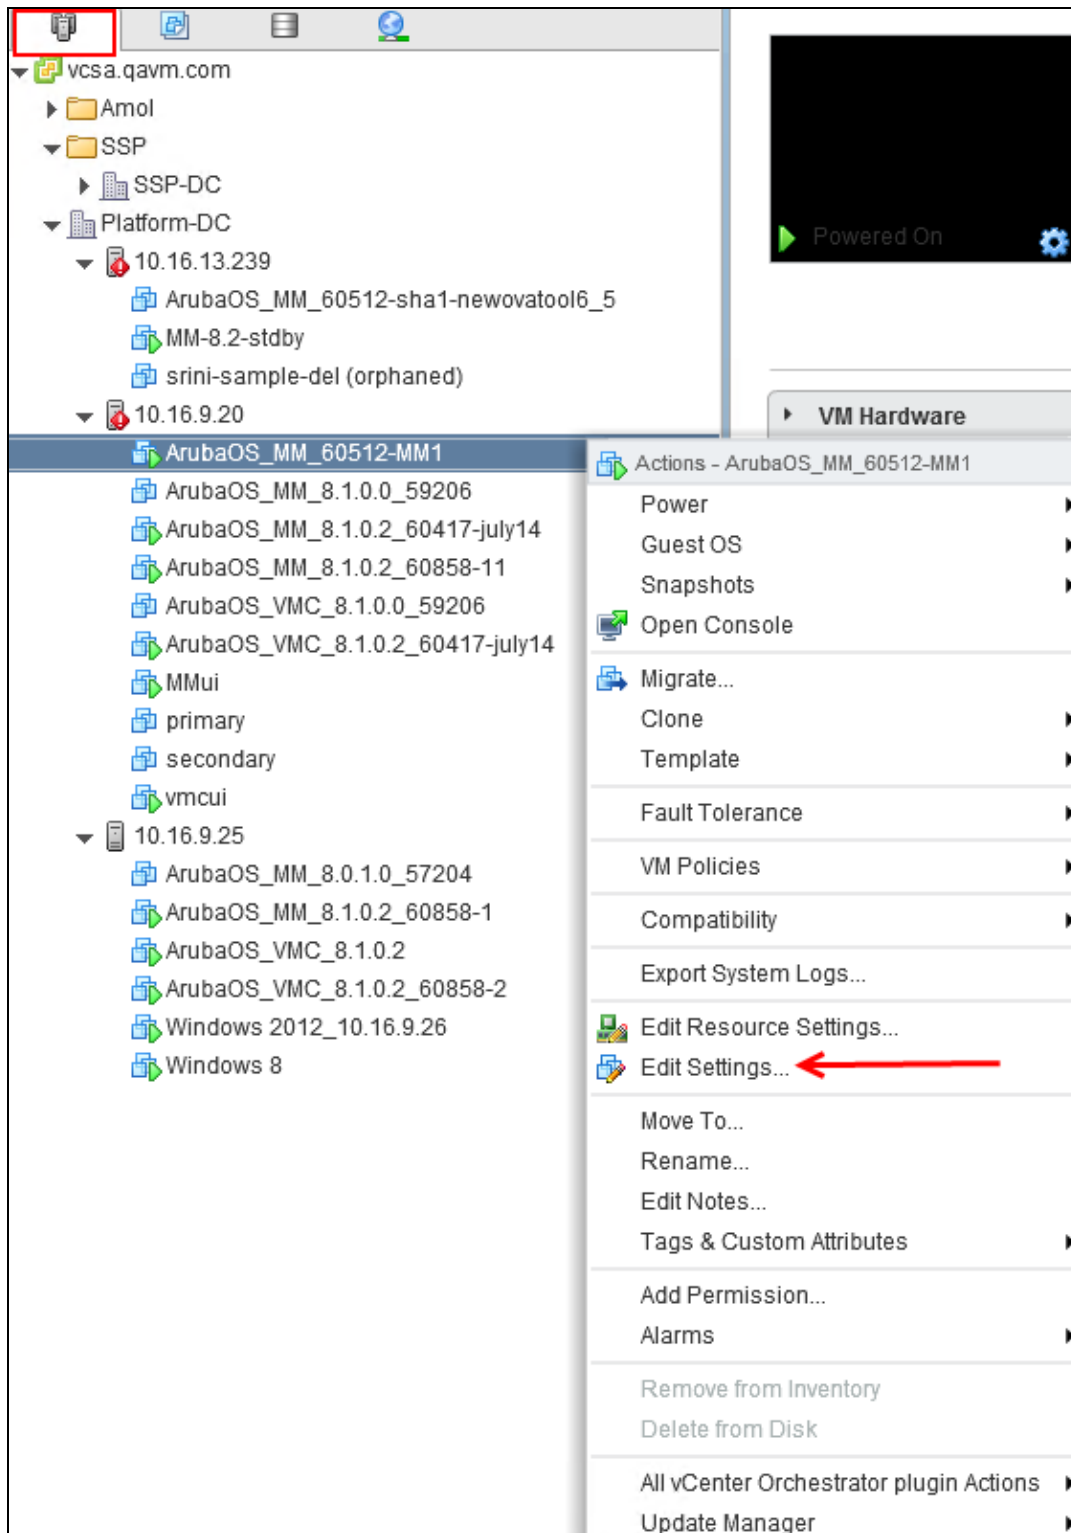 vcsa.qavm.com
Amol
SSP
SSP-DC
Platform-DC
10.16.13.239
ArubaOS_MM_60512-sha1-newovatool6_5
MM-8.2-stdby
srini-sample-del (orphaned)
10.16.9.20
ArubaOS_MM_60512-MM1
ArubaOS_MM_8.1.0.0_59206
ArubaOS_MM_8.1.0.2_60417-july14
ArubaOS_MM_8.1.0.2_60858-11
ArubaOS_VMC_8.1.0.0_59206
ArubaOS_VMC_8.1.0.2_60417-july14
MMui
primary
secondary
vmcui
10.16.9.25
ArubaOS_MM_8.0.1.0_57204
ArubaOS_MM_8.1.0.2_60858-1
ArubaOS_VMC_8.1.0.2
ArubaOS_VMC_8.1.0.2_60858-2
Windows 2012_10.16.9.26
Windows 8
Powered On
VM Hardware
Actions - ArubaOS_MM_60512-MM1
Power
Guest OS
Snapshots
Open Console
Migrate...
Clone
Template
Fault Tolerance
VM Policies
Compatibility
Export System Logs...
Edit Resource Settings...
Edit Settings...
Move To...
Rename...
Edit Notes...
Tags & Custom Attributes
Add Permission...
Alarms
Remove from Inventory
Delete from Disk
All vCenter Orchestrator plugin Actions
Update Manager